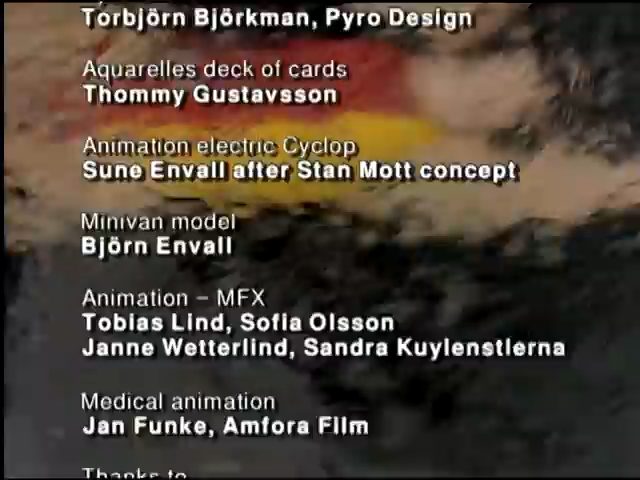 Torbjörn Björkman, Pyro Design
Aquarelles deck of cards
Thommy Gustavsson
Animation electric Cyclop
Sune Envall after Stan Mott concept
Minivan model
Björn Envall
Animation – MFX
Tobias Lind, Sofia Olsson
Janne Wetterlind, Sandra Kuylenstierna
Medical animation
Jan Funke, Amfora Film
Thanks to